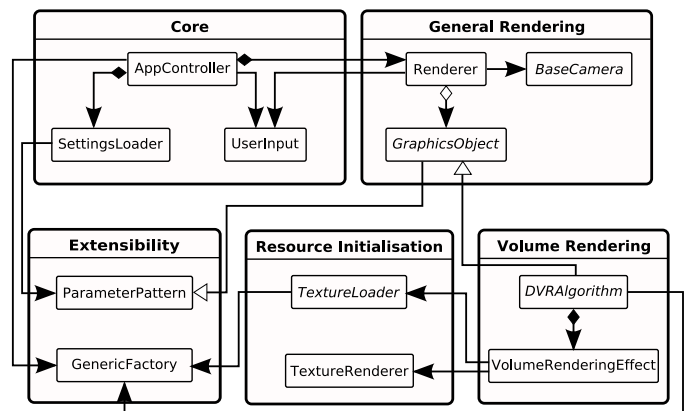 Core
AppController
SettingsLoader
UserInput
General Rendering
Renderer
BaseCamera
GraphicsObject
Extensibility
ParameterPattern
GenericFactory
Resource Initialisation
TextureLoader
TextureRenderer
Volume Rendering
DVRAlgorithm
VolumeRenderingEffect